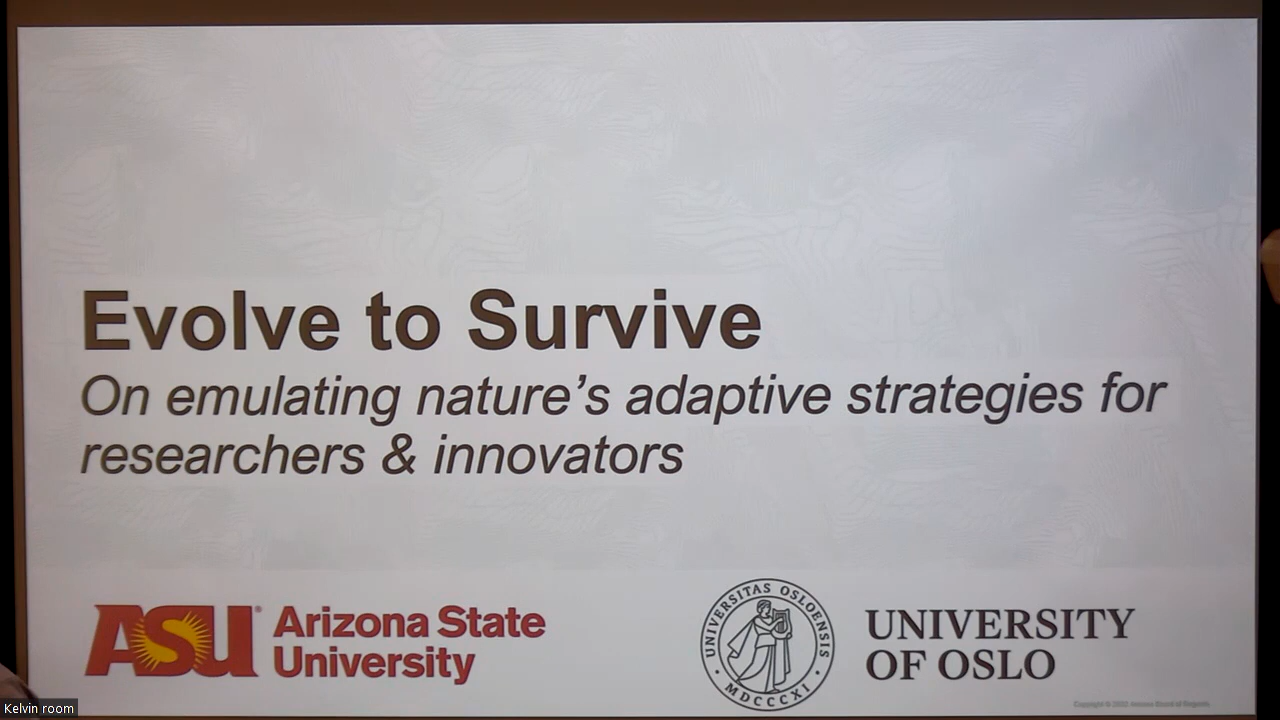 Evolve to Survive
On emulating nature’s adaptive strategies for
researchers & innovators
ASU® Arizona State
University
UNIVERSITAS OSLOENSIS
MDCCCXI
UNIVERSITY
OF OSLO
Kelvin room